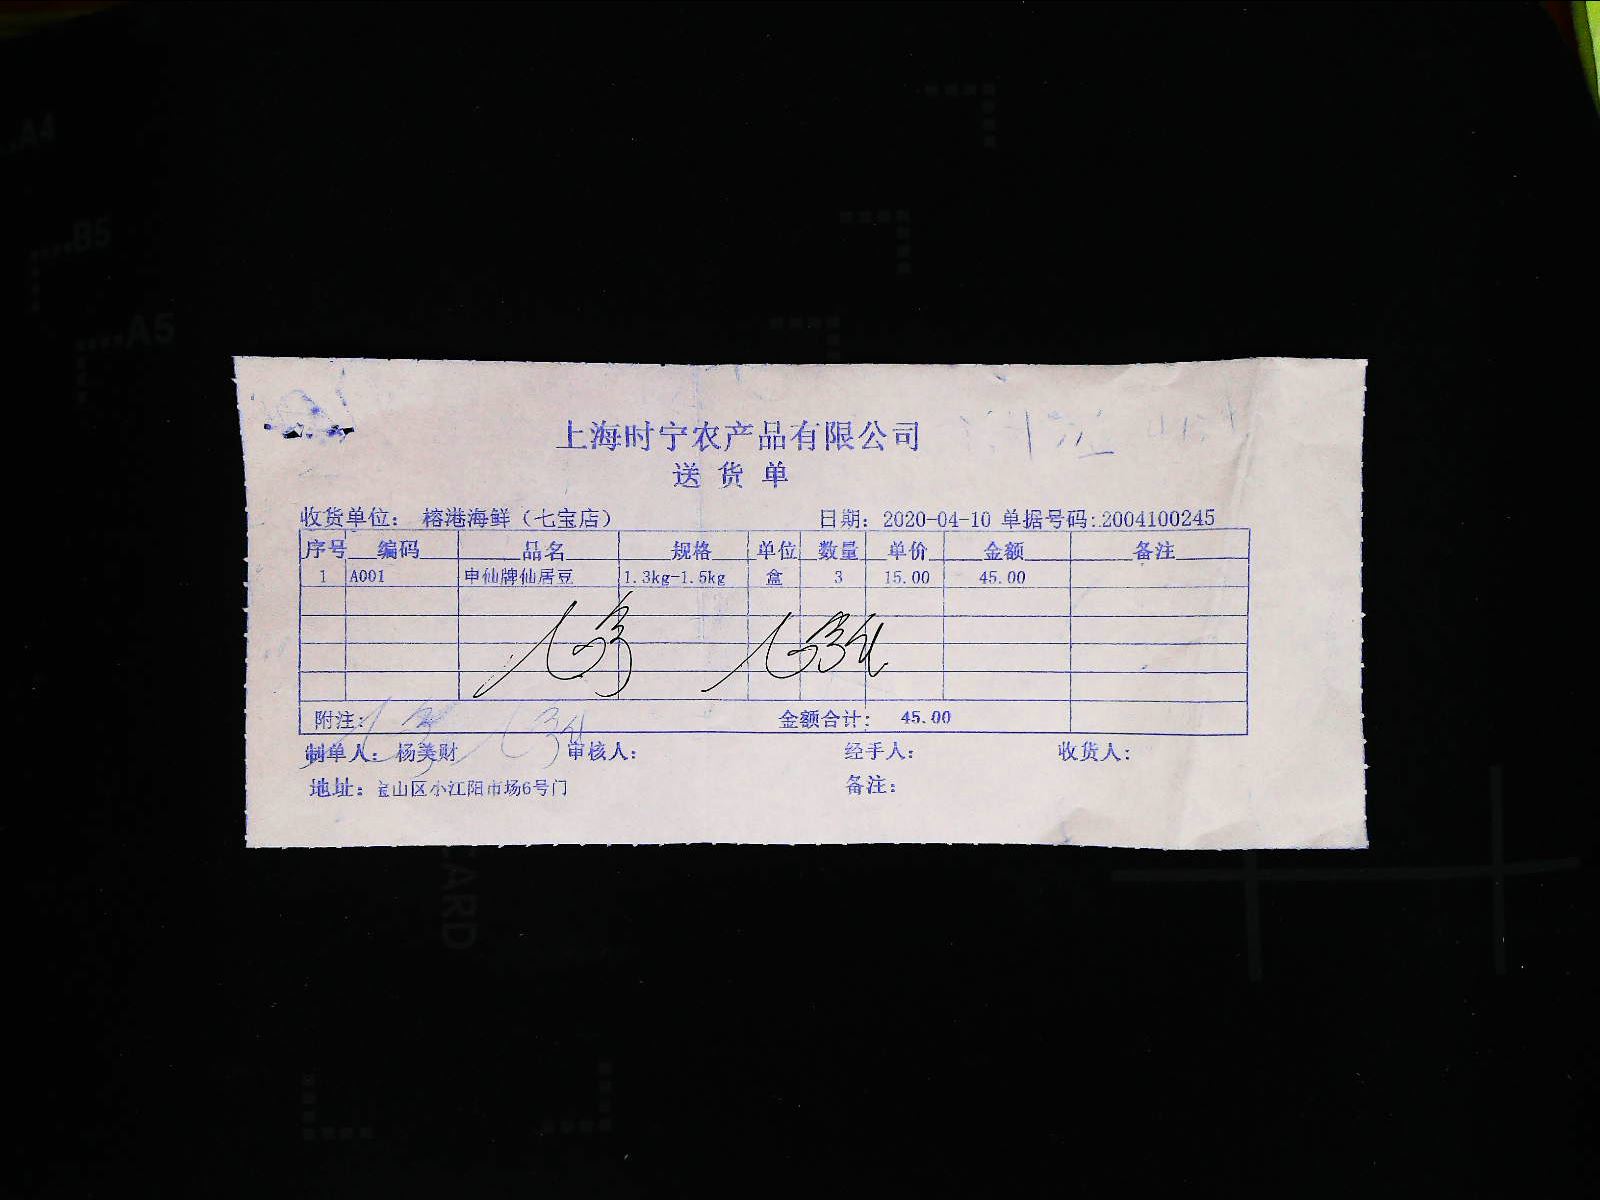 A4
B5
A5
上海时宁农产品有限公司
送货单
收货单位： 榕港海鲜（七宝店） 日期：2020-04-10 单据号码:.2004100245
序号 编码 品名 规格 单位 数量 单价 金额 备注
1 A001 申仙牌仙居豆 1.3kg-1.5kg 盒 3 15.00 45.00
附注： 金额合计： 45.00
制单人：杨美财 审核人： 经手人： 收货人：
地址：宝山区小江阳市场6号门 备注：
CARD